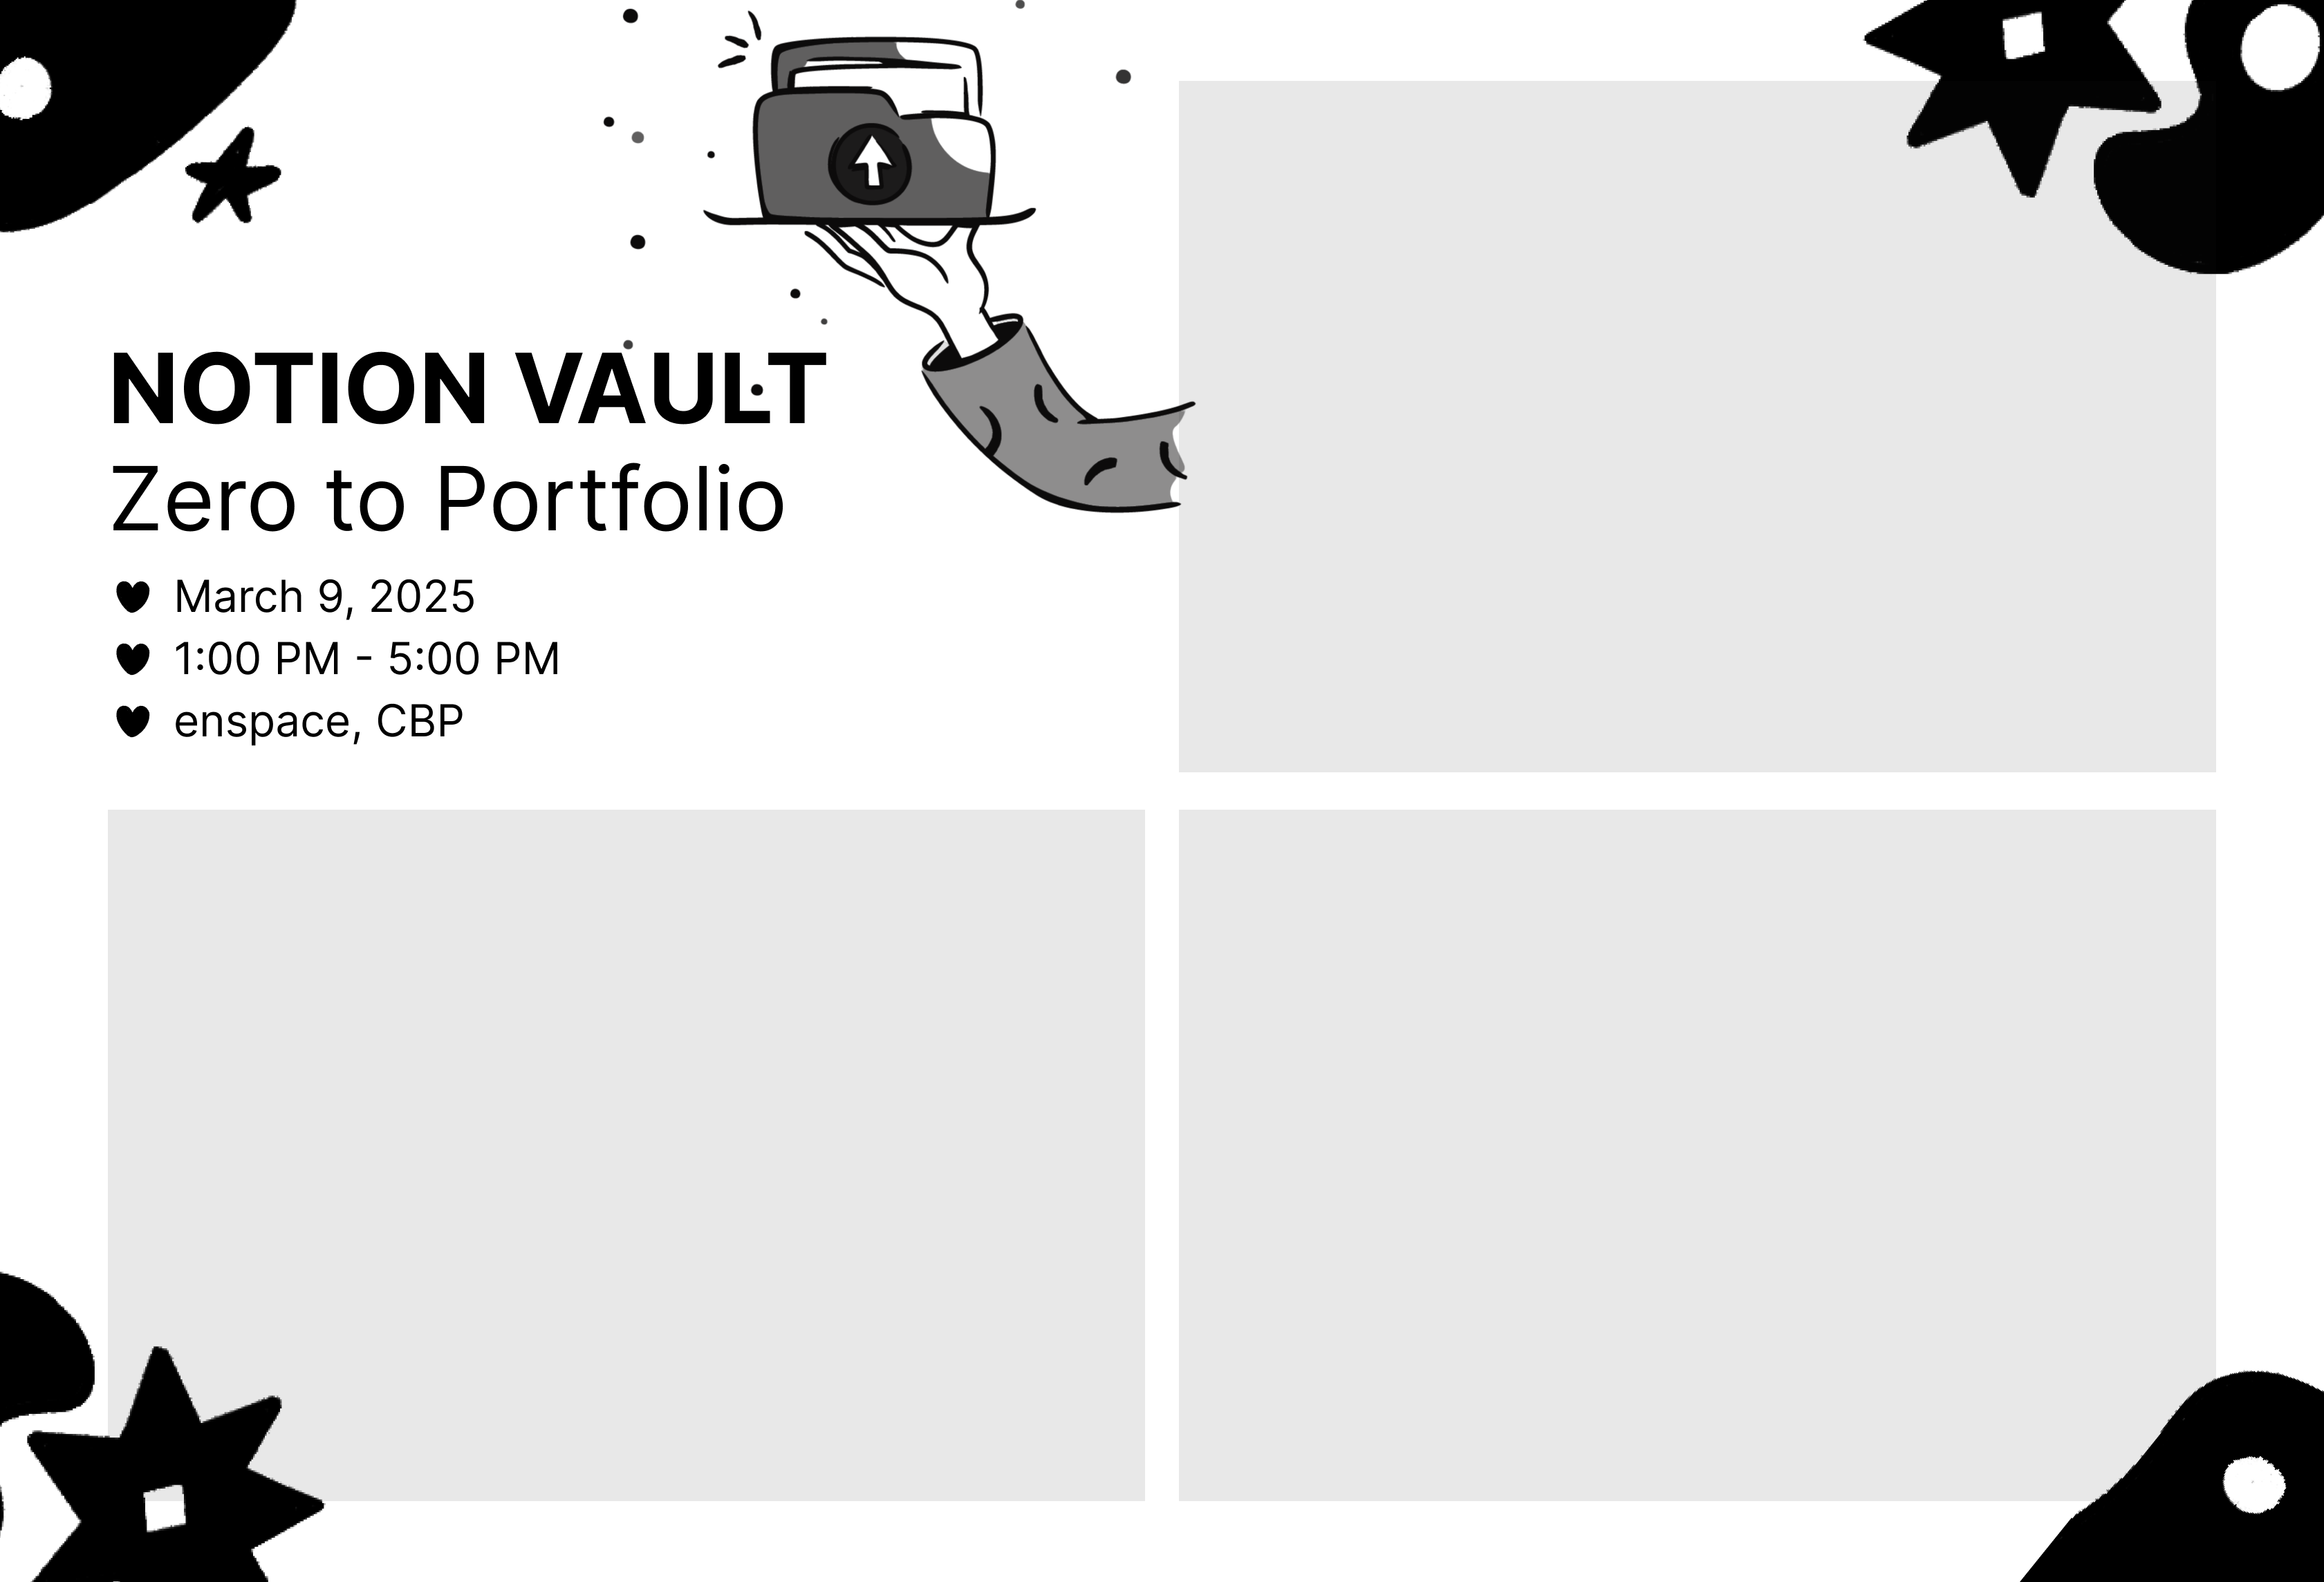 NOTION VAULT
Zero to Portfolio
March 9, 2025
1:00 PM - 5:00 PM
enspace, CBP